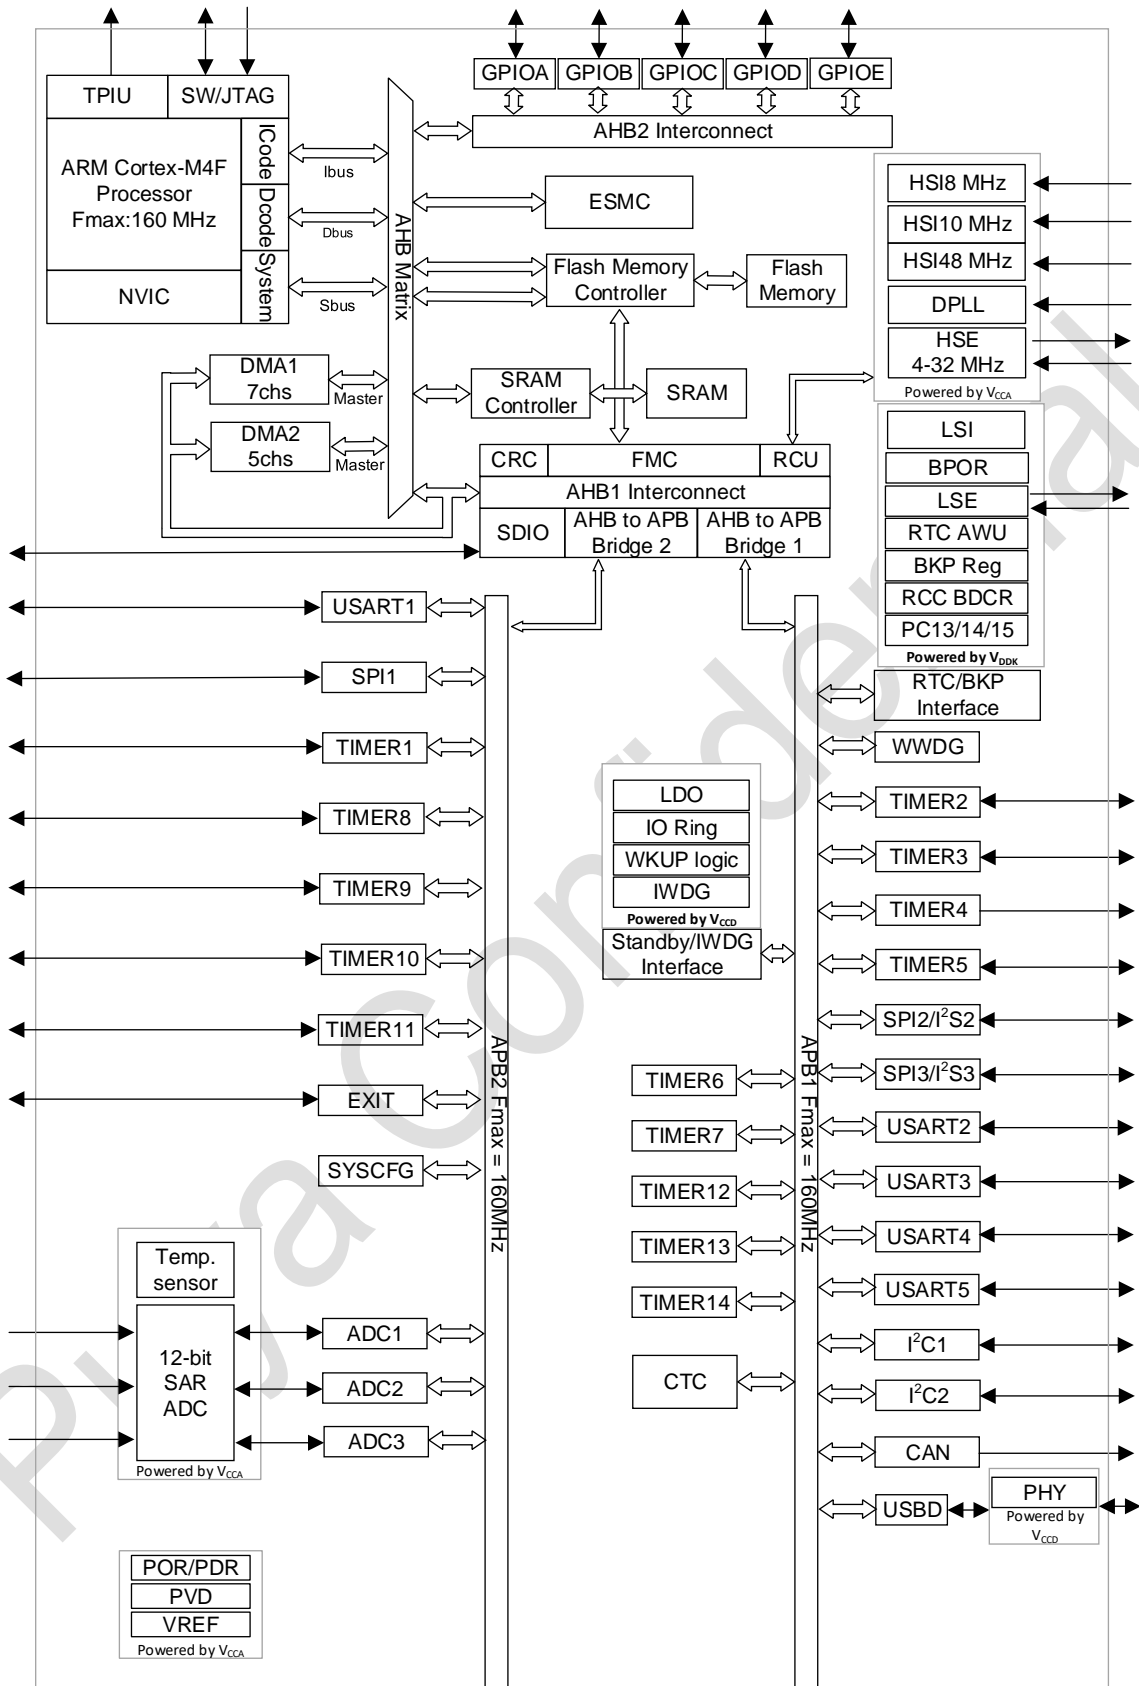 GPIOA
GPIOB
GPIOC
GPIOD
GPIOE
AHB2 Interconnect
TPIU
SW/JTAG
ARM Cortex-M4F
Processor
Fmax:160 MHz
NVIC
ICode
Dcode
System
Ibus
Dbus
Sbus
AHB Matrix
ESMC
Flash Memory
Controller
Flash
Memory
HSI8 MHz
HSI10 MHz
HSI48 MHz
DPLL
HSE
4-32 MHz
Powered by VCCA
DMA1
7chs
Master
DMA2
5chs
Master
SRAM
Controller
SRAM
CRC
FMC
RCU
AHB1 Interconnect
SDIO
AHB to APB
Bridge 2
AHB to APB
Bridge 1
LSI
BPOR
LSE
RTC AWU
BKP Reg
RCC BDCR
PC13/14/15
Powered by VDDK
RTC/BKP
Interface
USART1
SPI1
TIMER1
TIMER8
TIMER9
TIMER10
TIMER11
EXIT
SYSCFG
APB2 Fmax = 160MHz
LDO
IO Ring
WKUP logic
IWDG
Powered by VCCD
Standby/IWDG
Interface
TIMER6
TIMER7
TIMER12
TIMER13
TIMER14
CTC
APB1 Fmax = 160MHz
WWDG
TIMER2
TIMER3
TIMER4
TIMER5
SPI2/I²S2
SPI3/I²S3
USART2
USART3
USART4
USART5
I²C1
I²C2
CAN
USBD
PHY
Powered by
VCCD
Temp.
sensor
12-bit
SAR
ADC
Powered by VCCA
ADC1
ADC2
ADC3
POR/PDR
PVD
VREF
Powered by VCCA
Puya Confidential